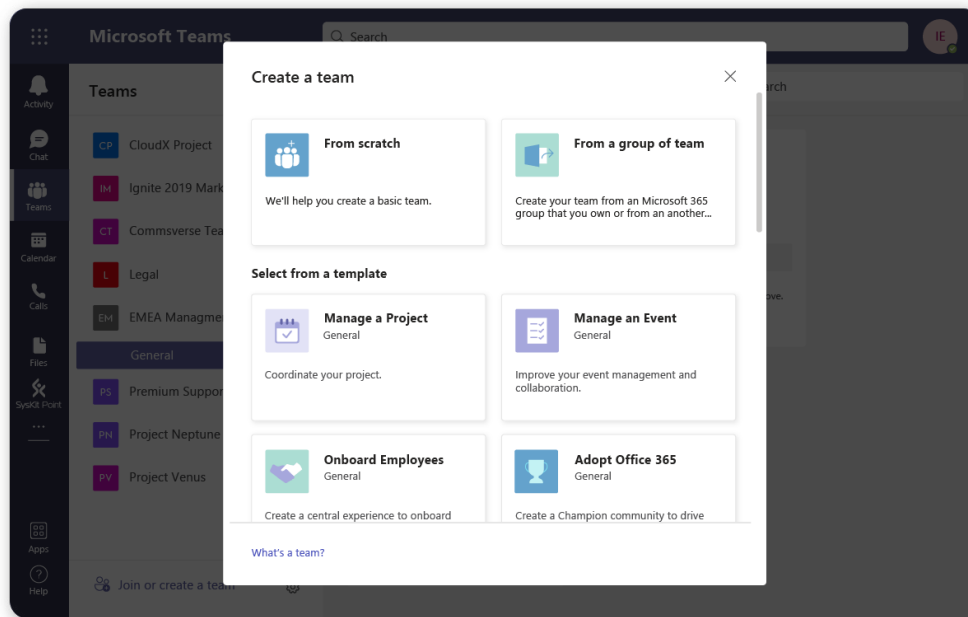 Microsoft Teams
Search
IE
Activity
Chat
Teams
Calendar
Calls
Files
SysKit Point
Apps
Help
Teams
CP CloudX Project
IM Ignite 2019
CT Commsverse
L Legal
EM EMEA
General
PS Premium
PN Project Neptune
PV Project Venus
Join or create a team
Create a team
From scratch
We'll help you create a basic team.
From a group of team
Create your team from an Microsoft 365
group that you own or from an another...
Select from a template
Manage a Project
General
Coordinate your project.
Manage an Event
General
Improve your event management and
collaboration.
Onboard Employees
General
Create a central experience to onboard
Adopt Office 365
General
Create a Champion community to drive
What's a team?